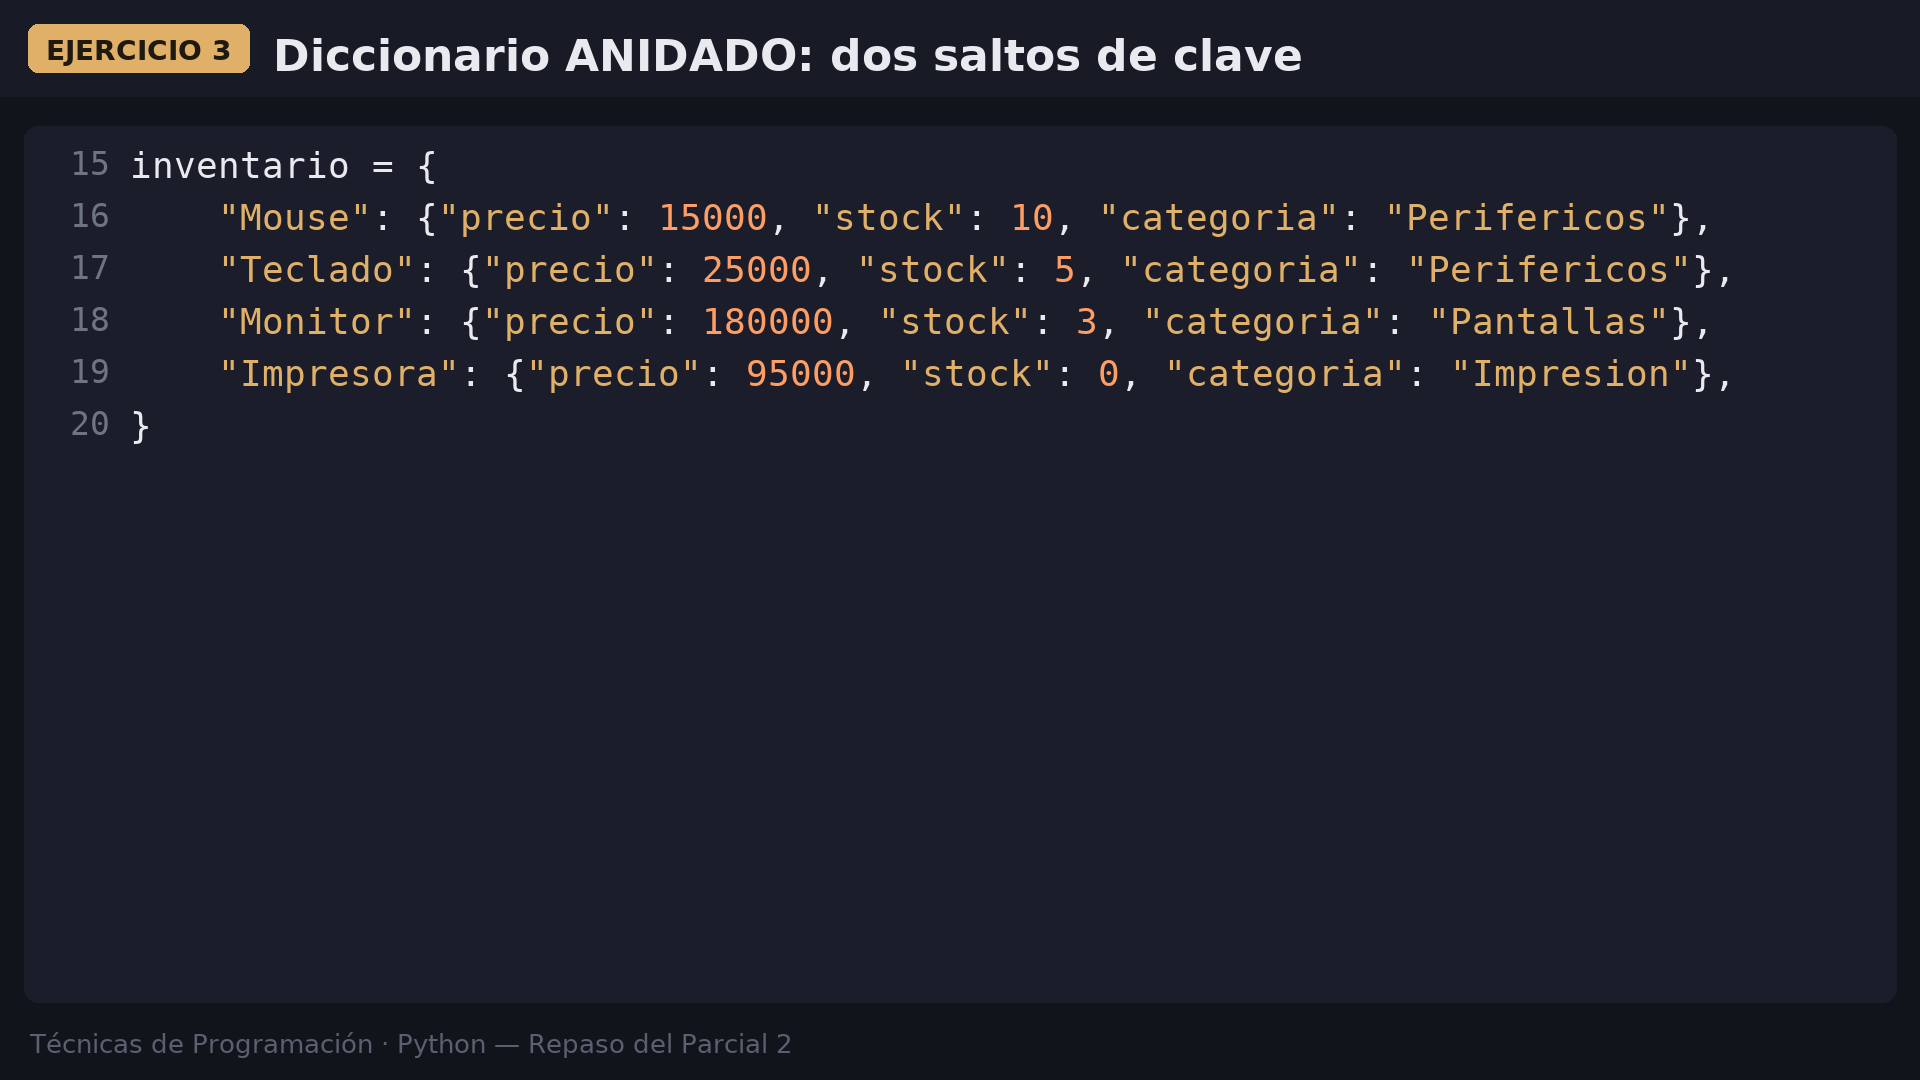 EJERCICIO 3 Diccionario ANIDADO: dos saltos de clave
15 inventario = {
16     "Mouse": {"precio": 15000, "stock": 10, "categoria": "Perifericos"},
17     "Teclado": {"precio": 25000, "stock": 5, "categoria": "Perifericos"},
18     "Monitor": {"precio": 180000, "stock": 3, "categoria": "Pantallas"},
19     "Impresora": {"precio": 95000, "stock": 0, "categoria": "Impresion"},
20 }
Técnicas de Programación · Python — Repaso del Parcial 2